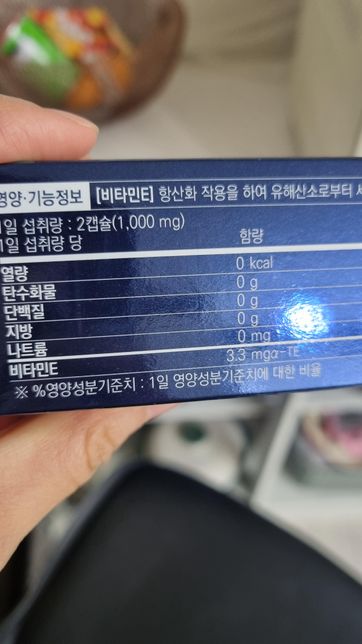 영양·기능정보 [비타민E] 항산화 작용을 하여 유해산소로부터 세
1일 섭취량 : 2캡슐(1,000 mg)
1일 섭취량 당 함량
열량 0 kcal
탄수화물 0 g
단백질 0 g
지방 0 g
나트륨 0 mg
비타민E 3.3 mgα-TE
※ %영양성분기준치 : 1일 영양성분기준치에 대한 비율